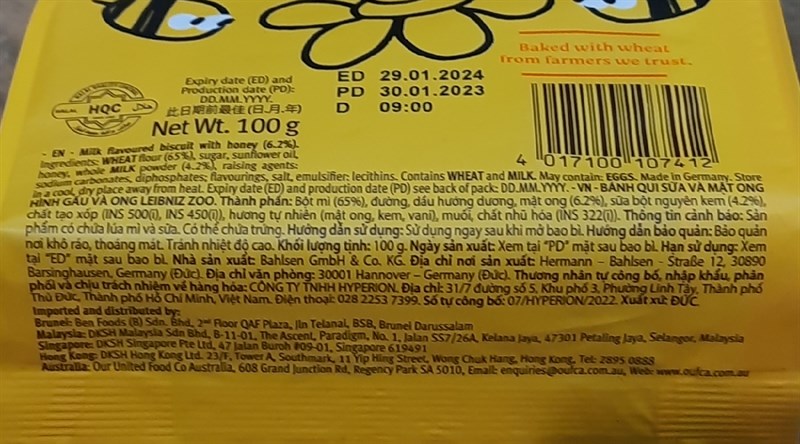 Baked with wheat
from farmers we trust.
Expiry date (ED) and
Production date (PD):
DD.MM.YYYY.
此日期前最佳 (日.月.年)
ED 29.01.2024
PD 30.01.2023
D 09:00
HALAL HQC حلال
Net Wt. 100 g
4 017100 107412
- EN - Milk flavoured biscuit with honey (6.2%).
Ingredients: WHEAT flour (65%), sugar, sunflower oil,
honey, whole MILK powder (4.2%), raising agents:
sodium carbonates, diphosphates; flavourings, salt, emulsifier: lecithins. Contains WHEAT and MILK. May contain: EGGS. Made in Germany. Store
in a cool, dry place away from heat. Expiry date (ED) and production date (PD) see back of pack: DD.MM.YYYY. - VN - BÁNH QUI SỮA VÀ MẬT ONG
HÌNH GẤU VÀ ONG LEIBNIZ ZOO. Thành phần: Bột mì (65%), đường, dầu hướng dương, mật ong (6.2%), sữa bột nguyên kem (4.2%),
chất tạo xốp (INS 500(i), INS 450(i)), hương tự nhiên (mật ong, kem, vani), muối, chất nhũ hóa (INS 322(i)). Thông tin cảnh báo: Sản
phẩm có chứa lúa mì và sữa. Có thể chứa trứng. Hướng dẫn sử dụng: Sử dụng ngay sau khi mở bao bì. Hướng dẫn bảo quản: Bảo quản
nơi khô ráo, thoáng mát. Tránh nhiệt độ cao. Khối lượng tịnh: 100 g. Ngày sản xuất: Xem tại "PD" mặt sau bao bì. Hạn sử dụng: Xem
tại "ED" mặt sau bao bì. Nhà sản xuất: Bahlsen GmbH & Co. KG. Địa chỉ nơi sản xuất: Hermann – Bahlsen - Straße 12, 30890
Barsinghausen, Germany (Đức). Địa chỉ văn phòng: 30001 Hannover – Germany (Đức). Thương nhân tự công bố, nhập khẩu, phân
phối và chịu trách nhiệm về hàng hóa: CÔNG TY TNHH HYPERION. Địa chỉ: 31/7 đường số 5, Khu phố 3, Phường Linh Tây, Thành phố
Thủ Đức, Thành phố Hồ Chí Minh, Việt Nam. Điện thoại: 028 2253 7399. Số tự công bố: 07/HYPERION/2022. Xuất xứ: ĐỨC.
Imported and distributed by:
Brunei: Ben Foods (B) Sdn. Bhd, 2nd Floor QAF Plaza, Jln Telanai, BSB, Brunei Darussalam
Malaysia: DKSH Malaysia Sdn Bhd, B-11-01, The Ascent, Paradigm, No. 1, Jalan SS7/26A, Kelana Jaya, 47301 Petaling Jaya, Selangor, Malaysia
Singapore: DKSH Singapore Pte Ltd, 47 Jalan Buroh #09-01, Singapore 619491
Hong Kong: DKSH Hong Kong Ltd. 23/F, Tower A, Southmark, 11 Yip Hing Street, Wong Chuk Hang, Hong Kong, Tel: 2895 0888
Australia: Our United Food Co Australia, 608 Grand Junction Rd, Regency Park SA 5010, Email: enquiries@oufca.com.au, Web: www.oufca.com.au